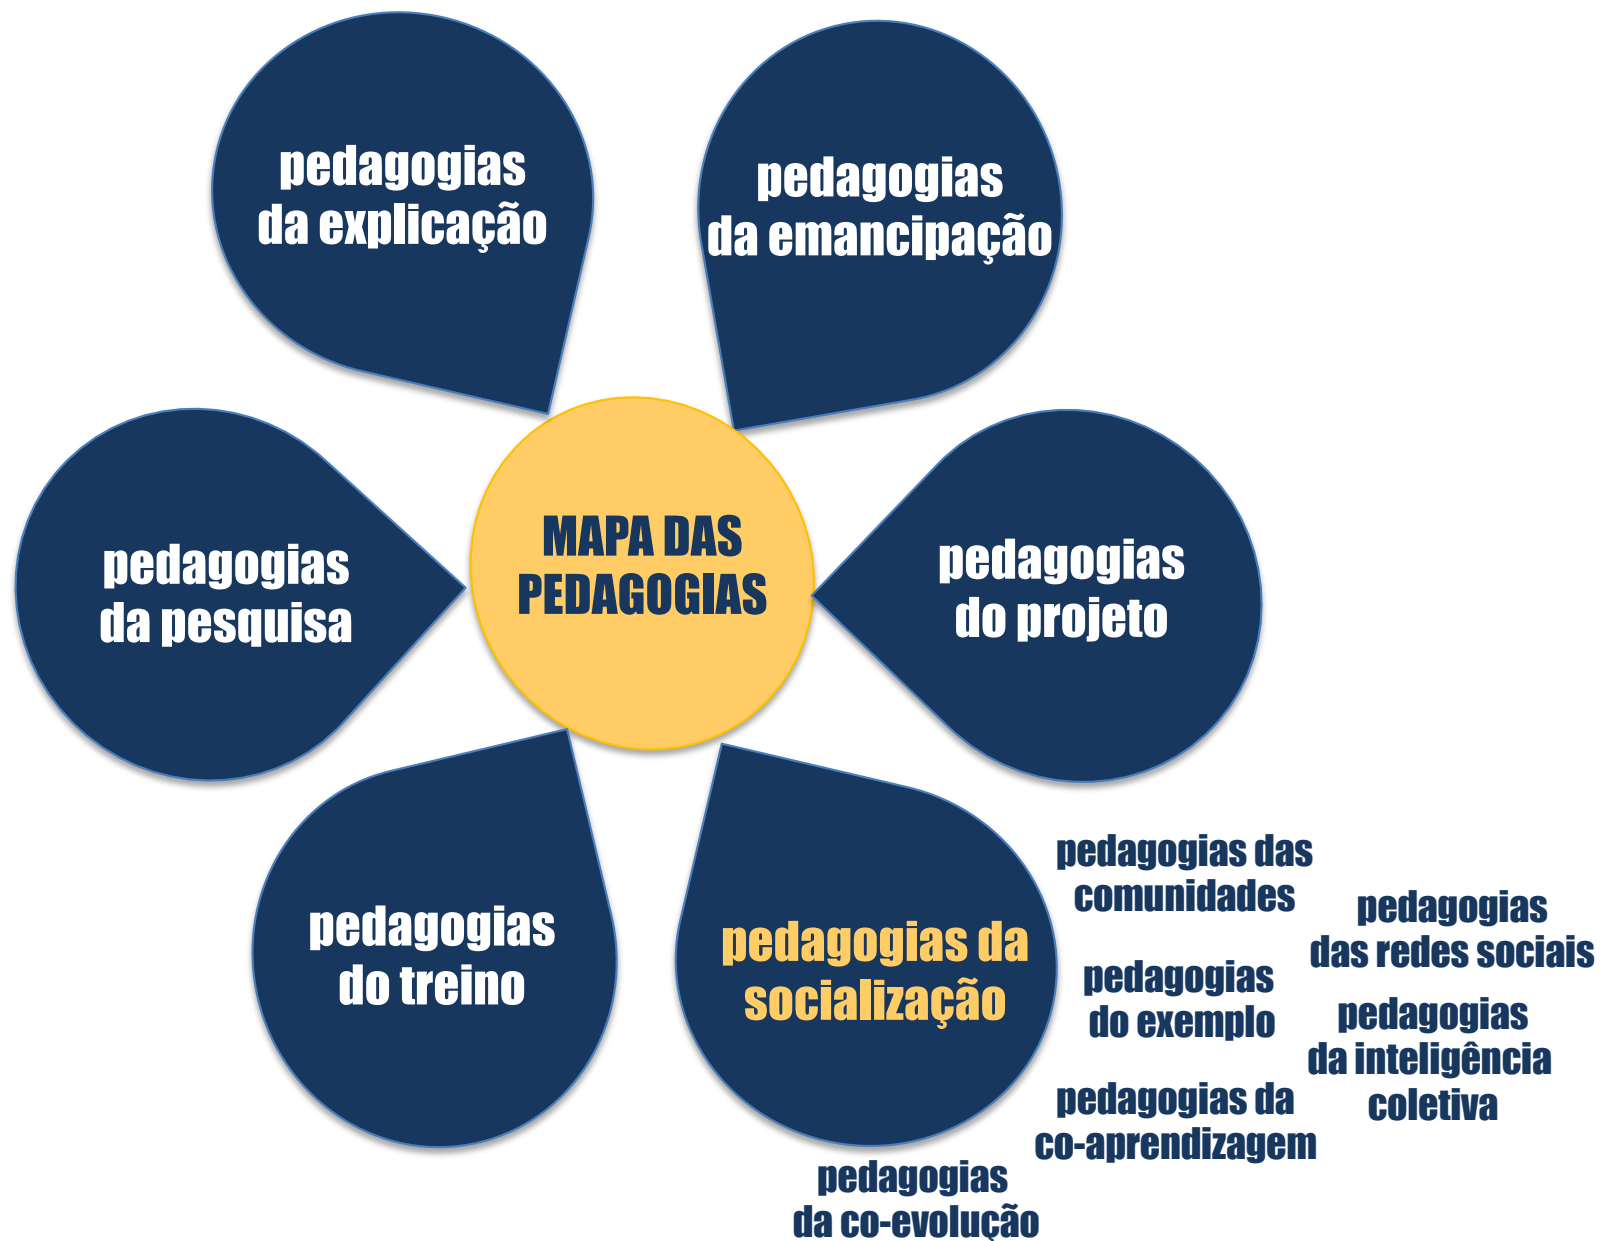 pedagogias
da explicação
pedagogias
da emancipação
pedagogias
da pesquisa
MAPA DAS
PEDAGOGIAS
pedagogias
do projeto
pedagogias
do treino
pedagogias da
socialização
pedagogias das
comunidades
pedagogias
das redes sociais
pedagogias
do exemplo
pedagogias
da inteligência
coletiva
pedagogias da
co-aprendizagem
pedagogias
da co-evolução